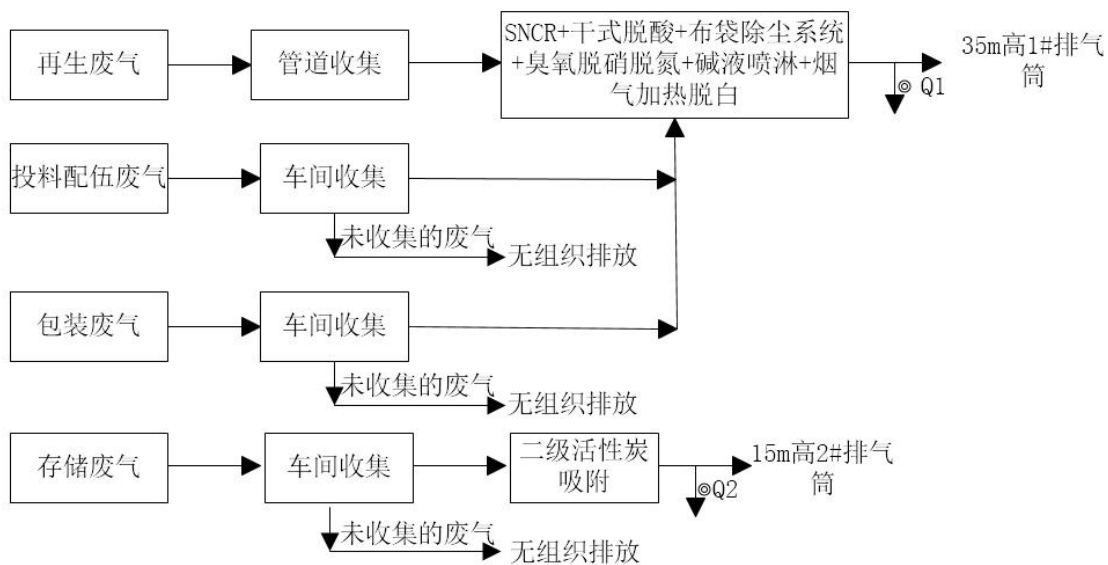 再生废气
管道收集
SNCR+干式脱酸+布袋除尘系统
+臭氧脱硝脱氮+碱液喷淋+烟
气加热脱白
35m高1#排气
筒
◎ Q1
投料配伍废气
车间收集
未收集的废气
无组织排放
包装废气
车间收集
未收集的废气
无组织排放
存储废气
车间收集
二级活性炭
吸附
15m高2#排气
筒
◎Q2
未收集的废气
无组织排放